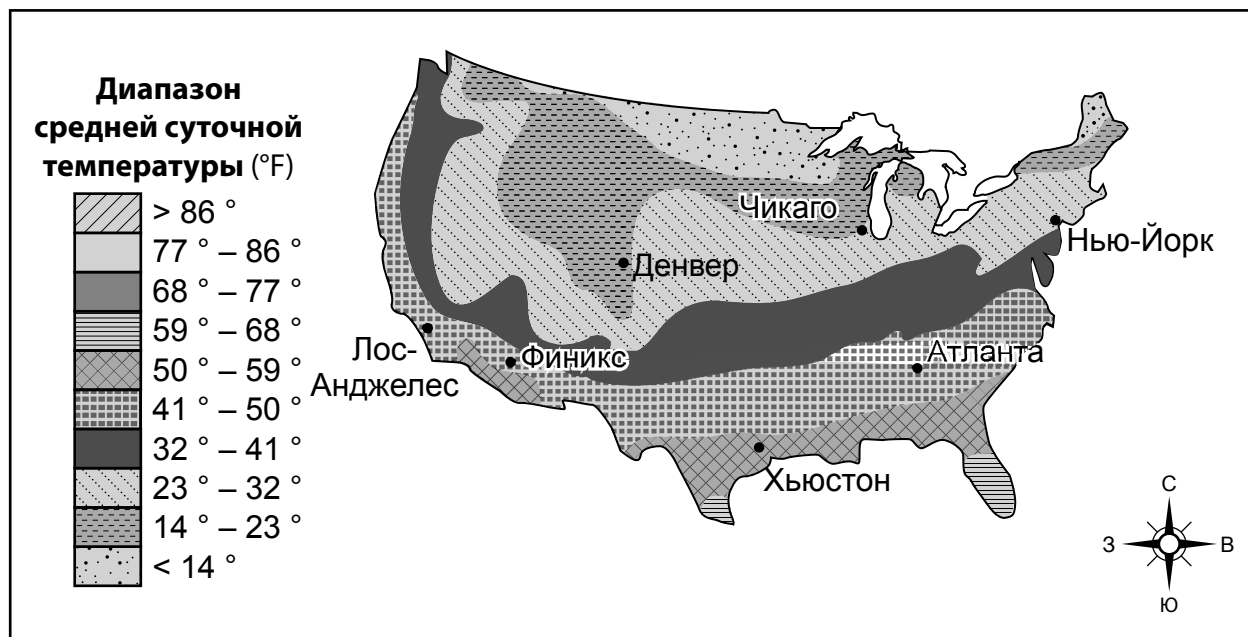 Диапазон
средней суточной
температуры (°F)
> 86 °
77 ° – 86 °
68 ° – 77 °
59 ° – 68 °
50 ° – 59 °
41 ° – 50 °
32 ° – 41 °
23 ° – 32 °
14 ° – 23 °
< 14 °
Чикаго
Нью-Йорк
Денвер
Лос-
Анджелес
Финикс
Атланта
Хьюстон
С
З
В
Ю